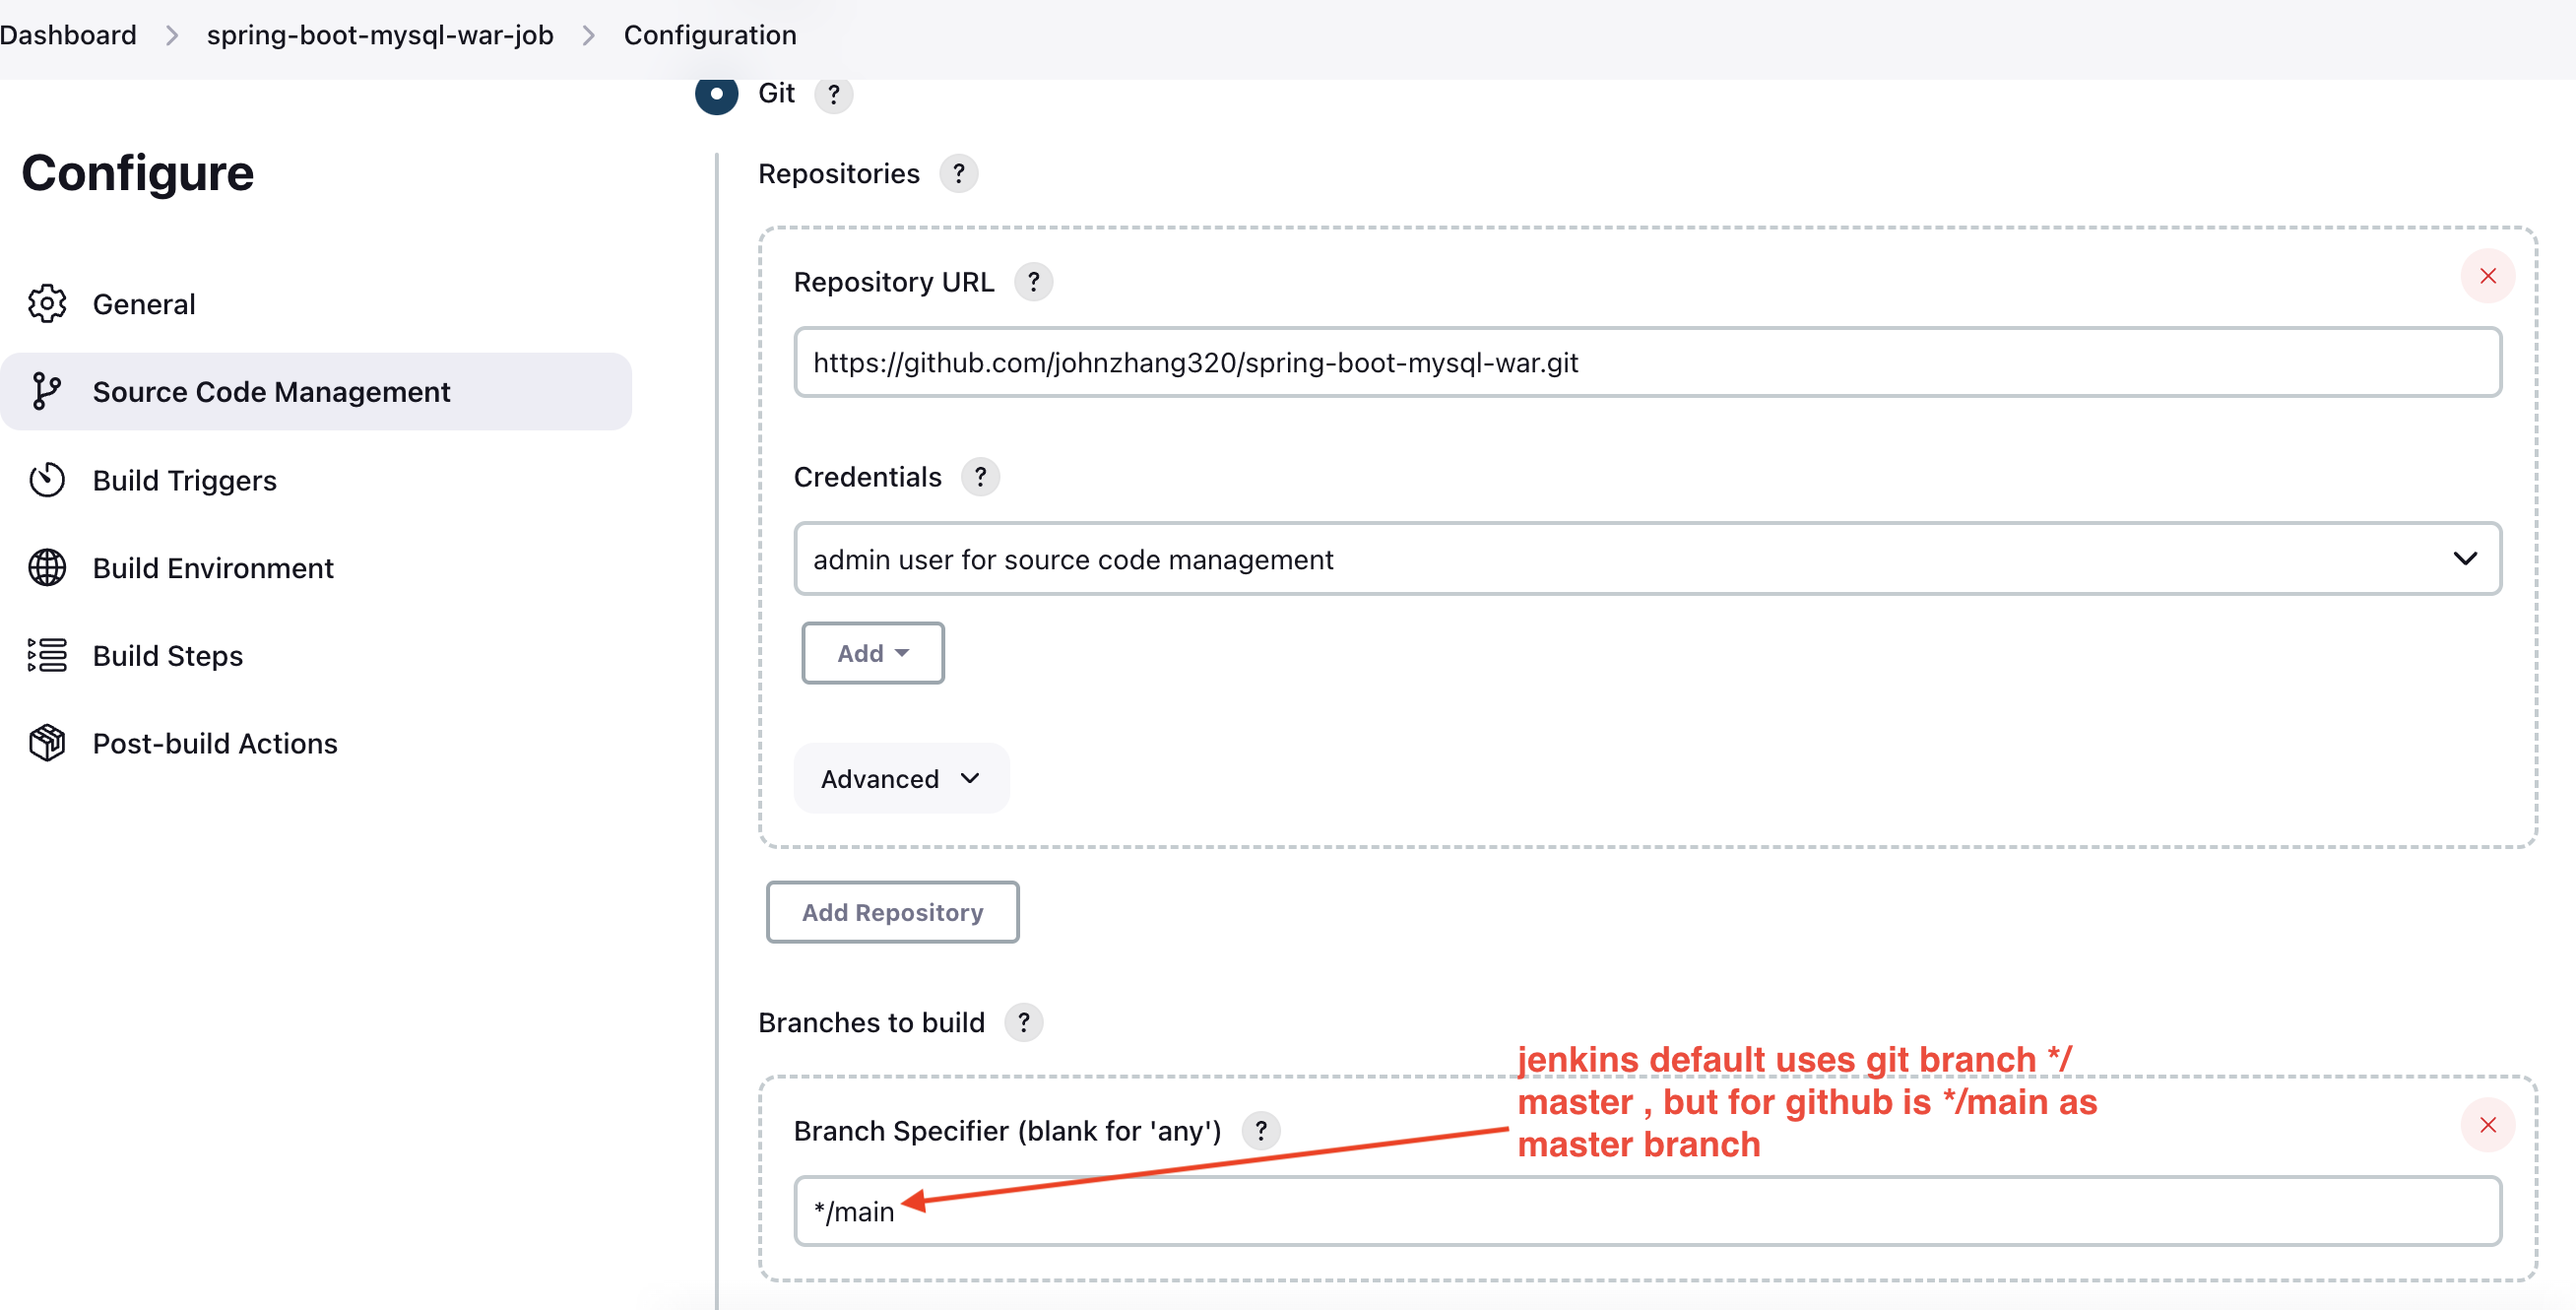 Dashboard > spring-boot-mysql-war-job > Configuration
Git ?
Configure
General
Source Code Management
Build Triggers
Build Environment
Build Steps
Post-build Actions
Repositories ?
Repository URL ?
https://github.com/johnzhang320/spring-boot-mysql-war.git
Credentials ?
admin user for source code management
Add
Advanced
Add Repository
Branches to build ?
jenkins default uses git branch */
master , but for github is */main as
master branch
Branch Specifier (blank for 'any') ?
*/main